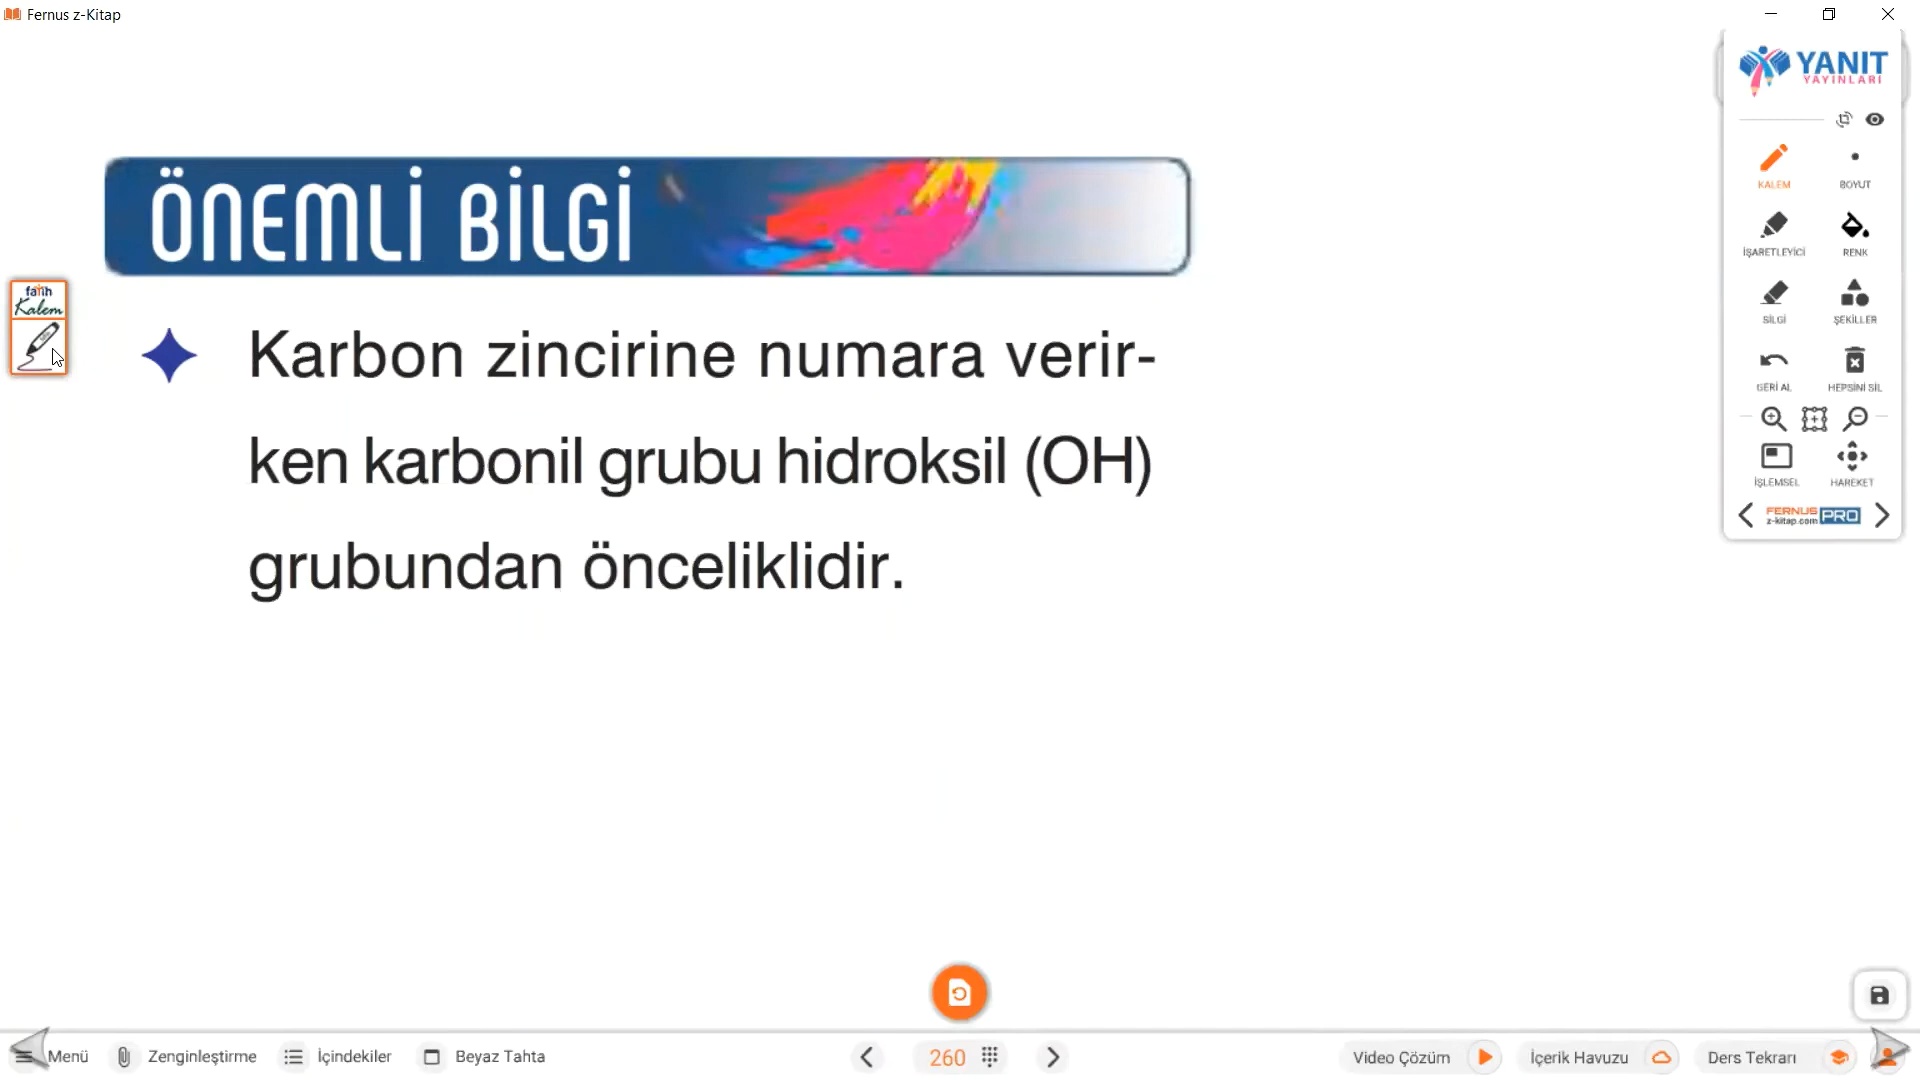 Fernus z-Kitap
YANIT
YAYINLARI
ÖNEMLİ BİLGİ
KALEM
BOYUT
İŞARETLEYİCİ
RENK
fatih
Kalem
SİLGİ
ŞEKİLLER
Karbon zincirine numara verir-
ken karbonil grubu hidroksil (OH)
grubundan önceliklidir.
GERİ AL
HEPSİNİ SİL
İŞLEMSEL
HAREKET
FERNUS
z-kitap.com PRO
Menü
Zenginleştirme
İçindekiler
Beyaz Tahta
260
Video Çözüm
İçerik Havuzu
Ders Tekrarı